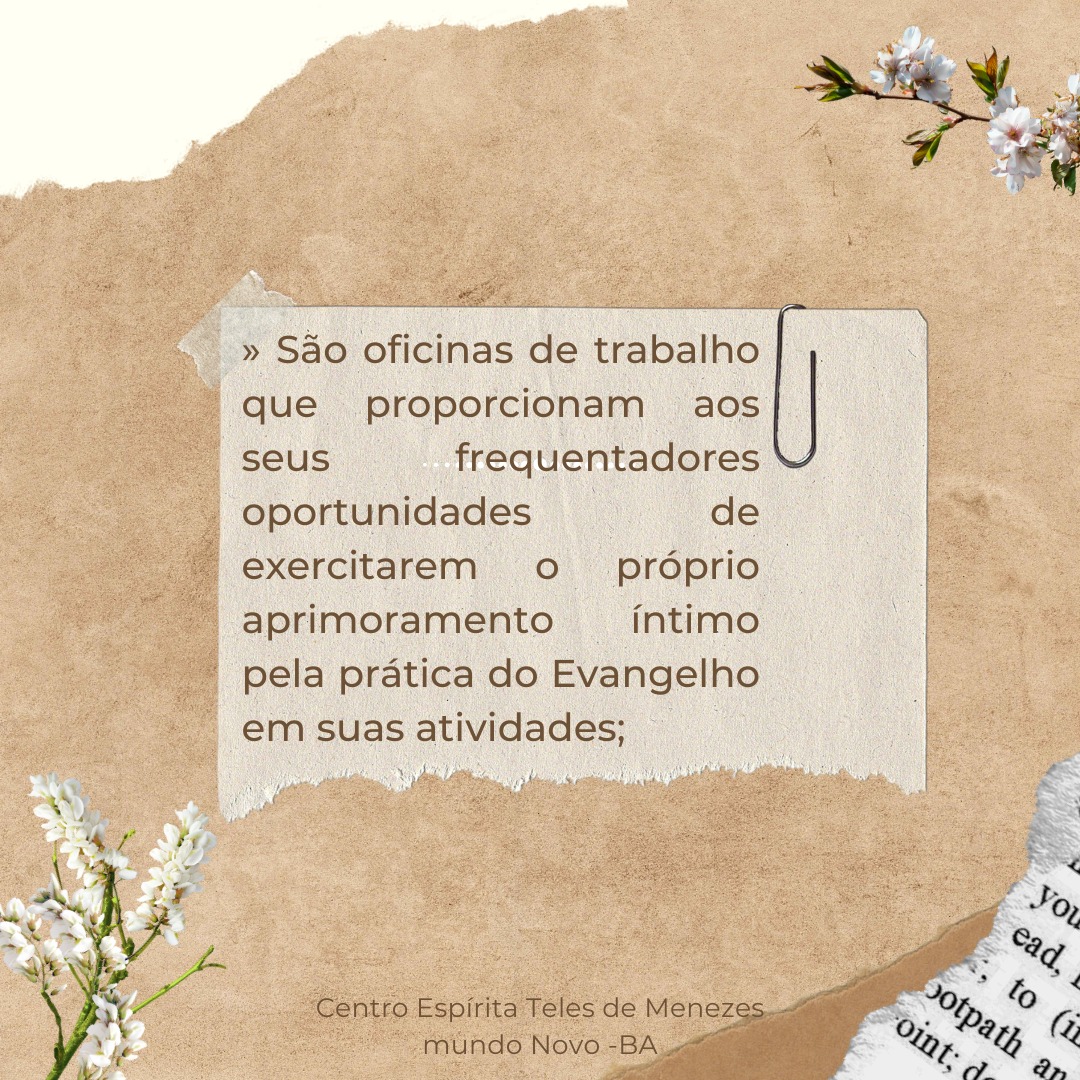 » São oficinas de trabalho
que proporcionam aos
seus frequentadores
oportunidades de
exercitarem o próprio
aprimoramento íntimo
pela prática do Evangelho
em suas atividades;
Centro Espírita Teles de Menezes
mundo Novo -BA
you
ead,
to
ootpath an
oint;